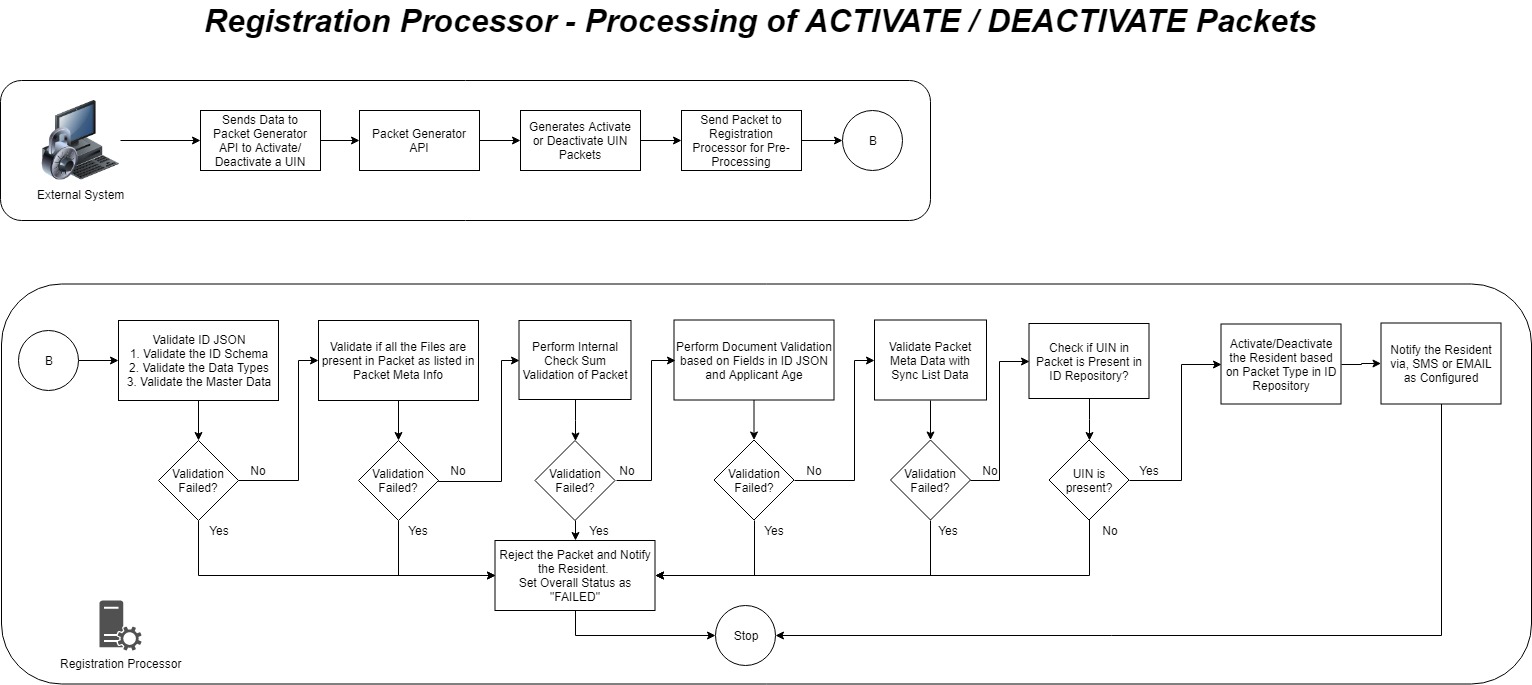 Registration Processor - Processing of ACTIVATE / DEACTIVATE Packets
Sends Data to
Packet Generator
API to Activate/
Deactivate a UIN
Packet Generator
API
Generates Activate
or Deactivate UIN
Packets
Send Packet to
Registration
Processor for Pre-
Processing
B
External System
B
Validate ID JSON
1. Validate the ID Schema
2. Validate the Data Types
3. Validate the Master Data
Validate if all the Files are
present in Packet as listed in
Packet Meta Info
Perform Internal
Check Sum
Validation of Packet
Perform Document Validation
based on Fields in ID JSON
and Applicant Age
Validate Packet
Meta Data with
Sync List Data
Check if UIN in
Packet is Present in
ID Repository?
Activate/Deactivate
the Resident based
on Packet Type in ID
Repository
Notify the Resident
via, SMS or EMAIL
as Configured
Validation
Failed?
No
Yes
Validation
Failed?
No
Yes
Validation
Failed?
No
Yes
Validation
Failed?
No
Yes
Validation
Failed?
No
Yes
UIN is
present?
Yes
No
Reject the Packet and Notify
the Resident.
Set Overall Status as
"FAILED"
Stop
Registration Processor